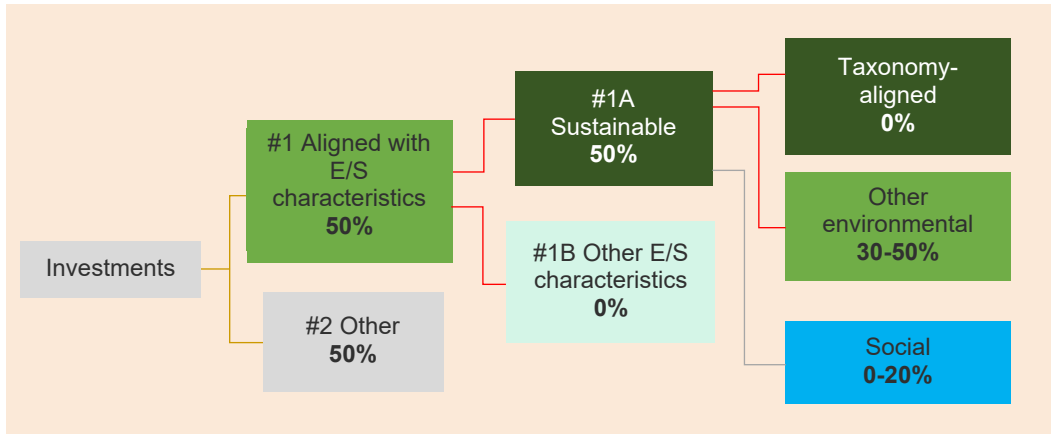 Investments
#1 Aligned with
E/S
characteristics
50%
#2 Other
50%
#1A
Sustainable
50%
#1B Other E/S
characteristics
0%
Taxonomy-
aligned
0%
Other
environmental
30-50%
Social
0-20%